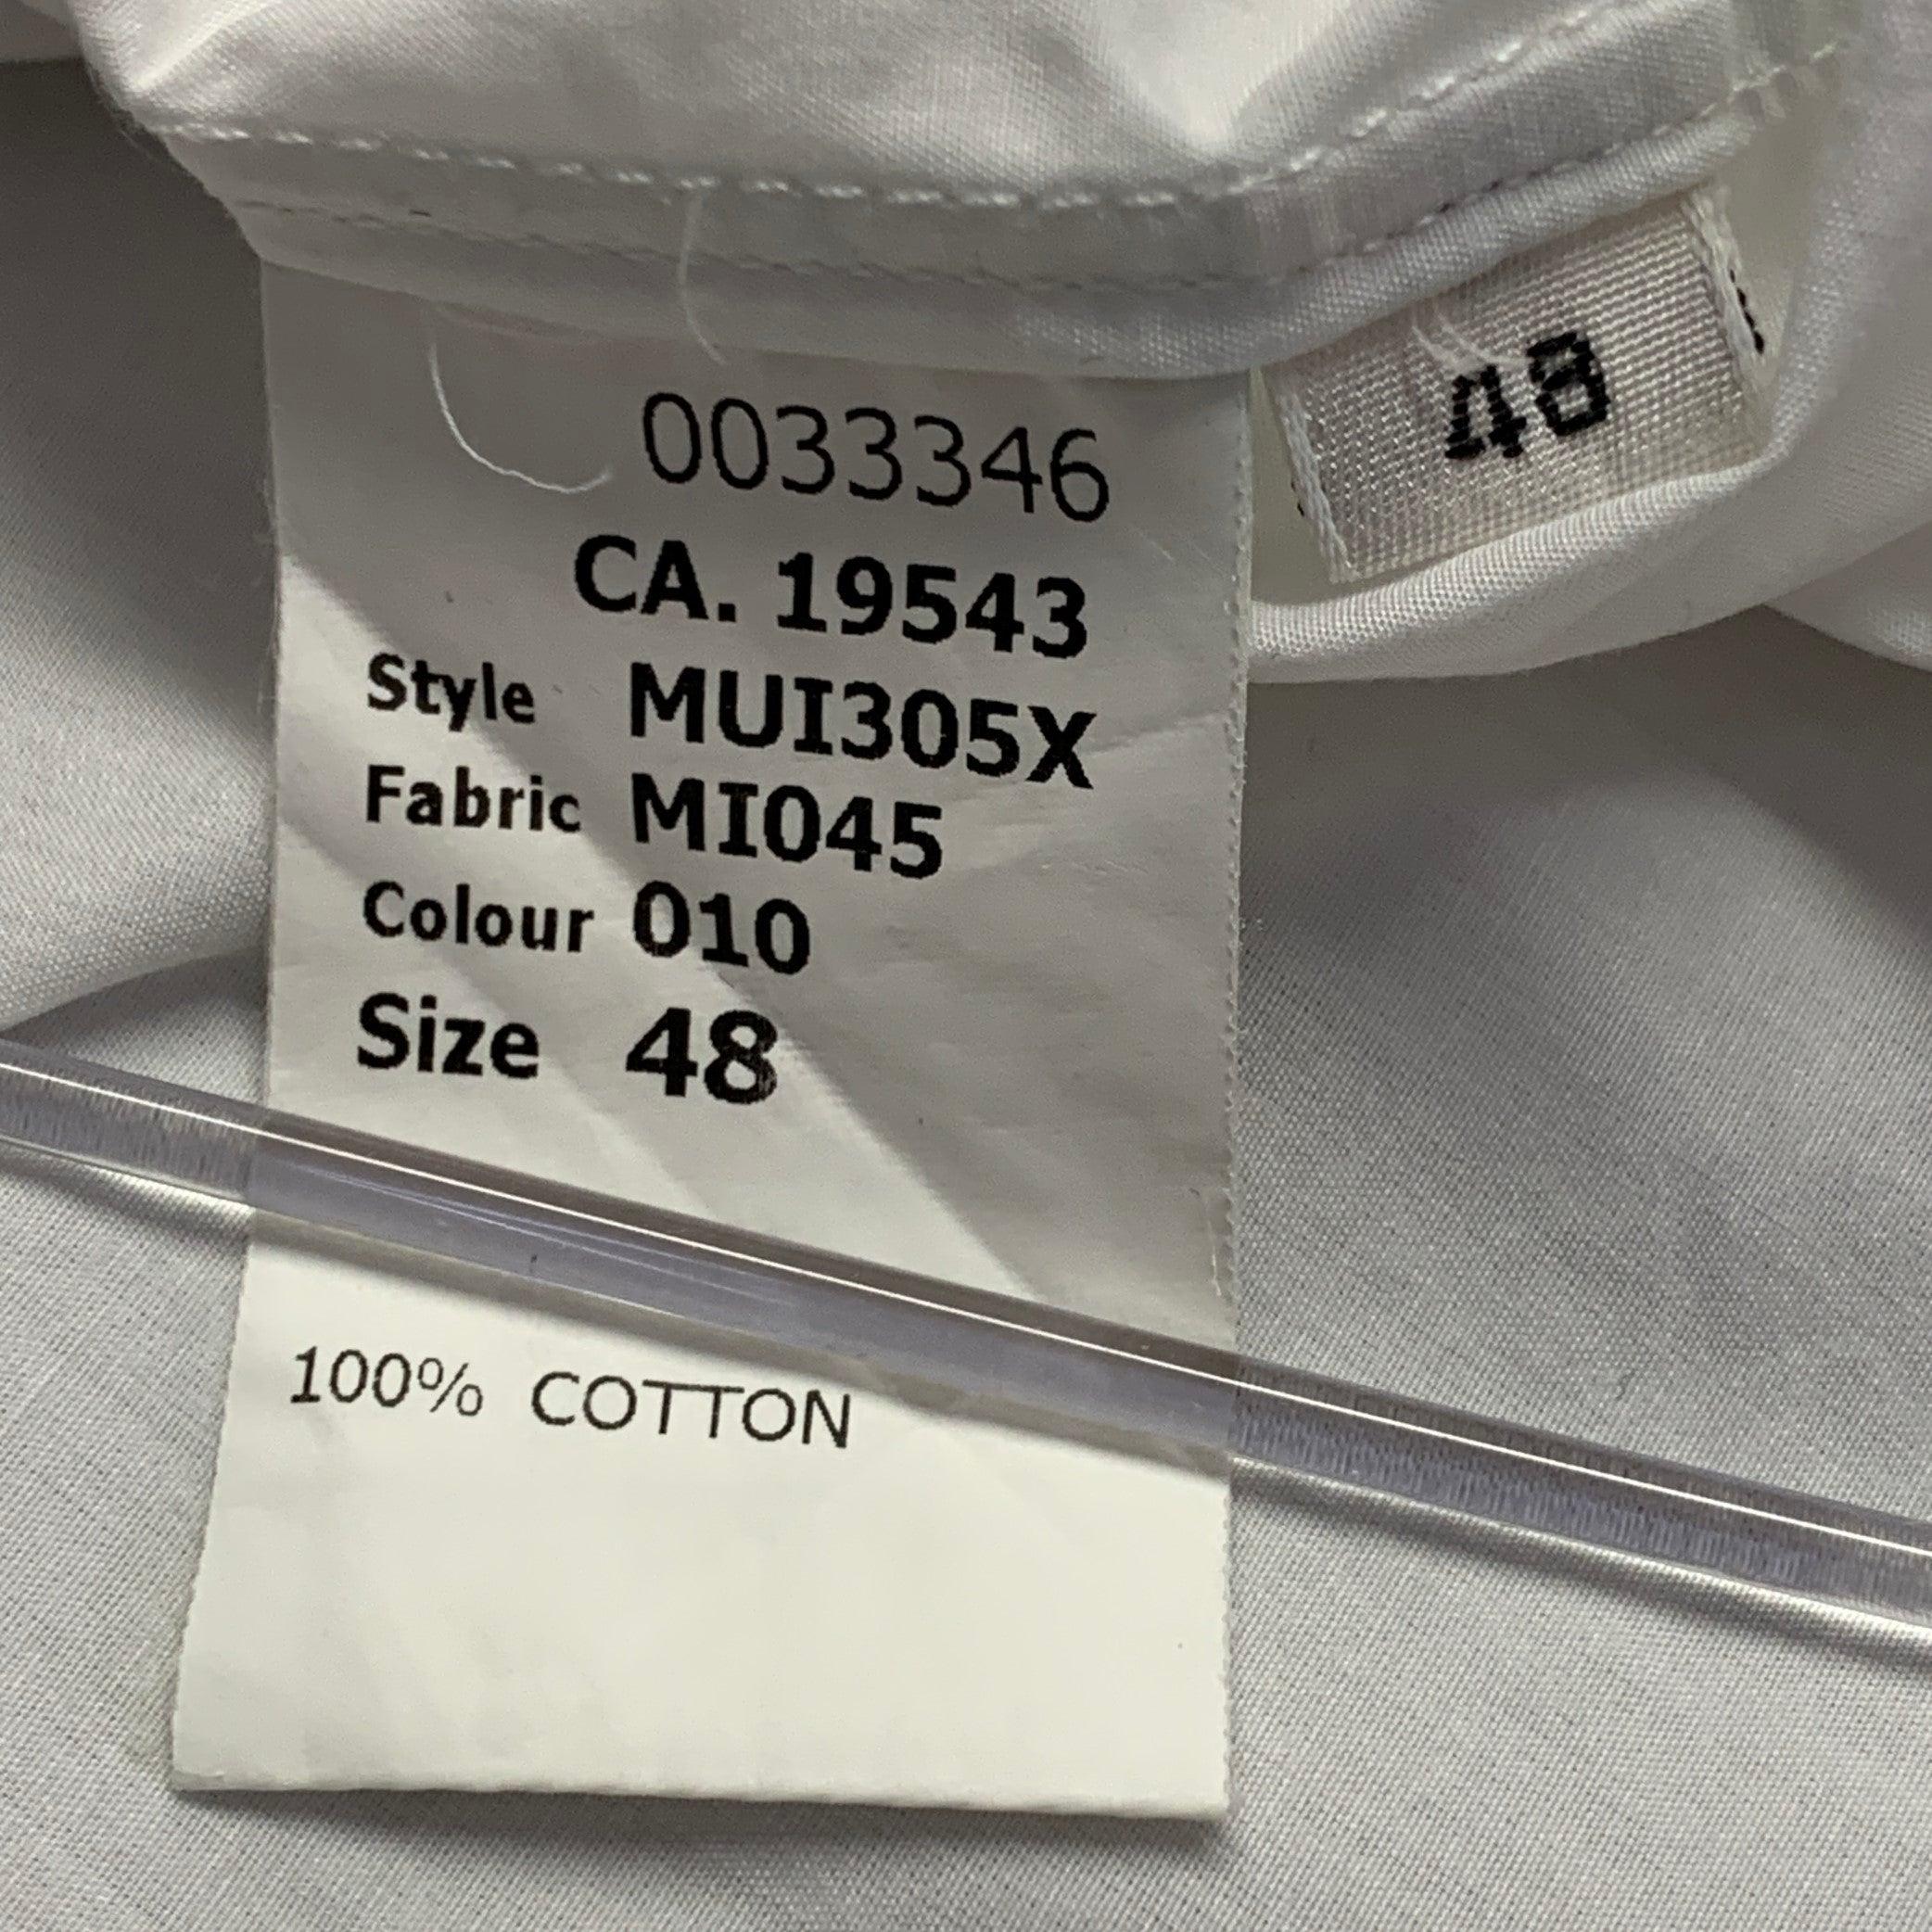 0033346
CA. 19543
Style MUI305X
Fabric MI045
Colour 010
Size 48
100% COTTON
48